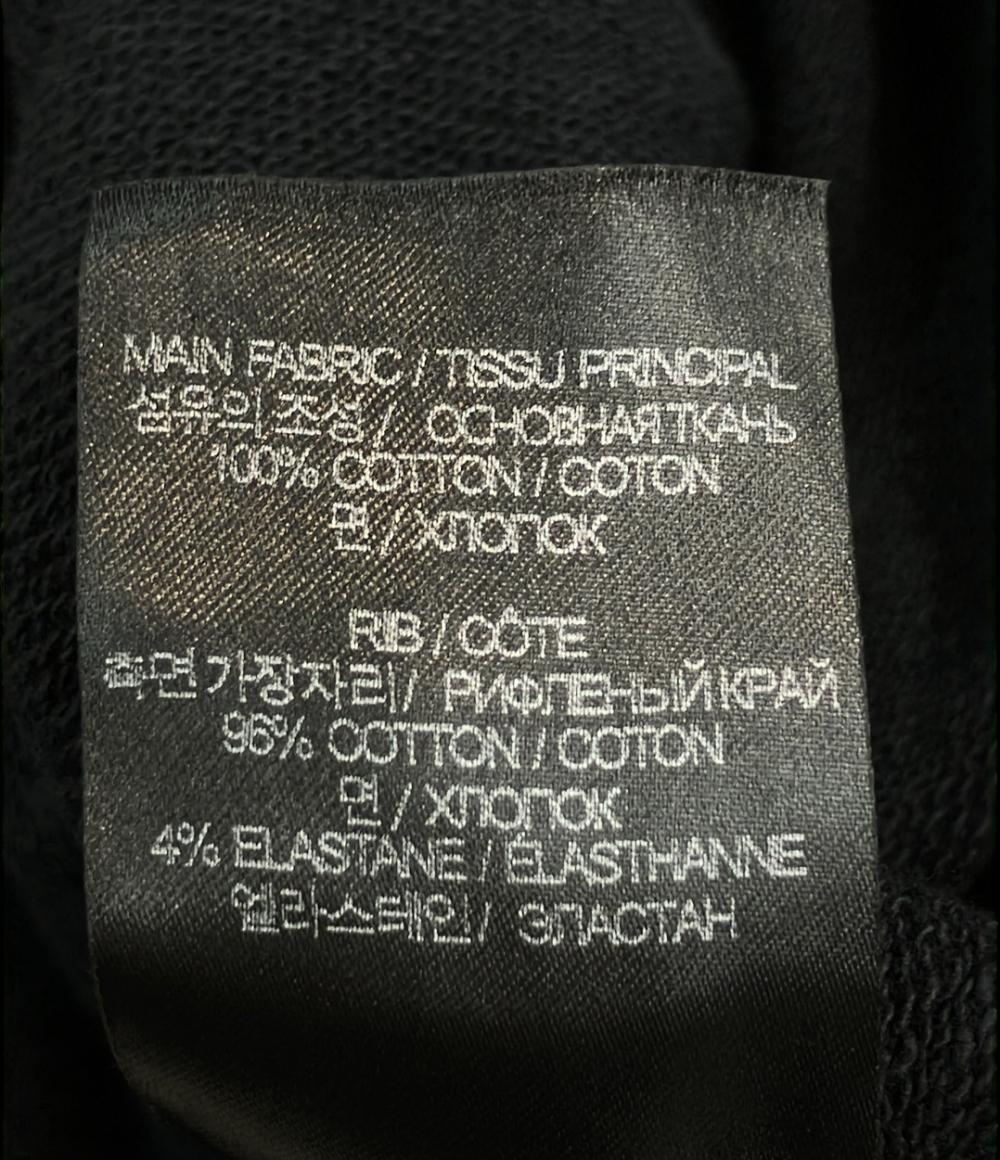 MAIN FABRIC / TISSU PRINCIPAL
섬유의 조성 / ОСНОВНАЯ ТКАНЬ
100% COTTON / COTON
면 / ХЛОПОК
RIB / CÔTE
측면 가장자리 / РИФЛЕНЫЙ КРАЙ
96% COTTON / COTON
면 / ХЛОПОК
4% ELASTANE / ÉLASTHANNE
엘라스테인 / ЭЛАСТАН